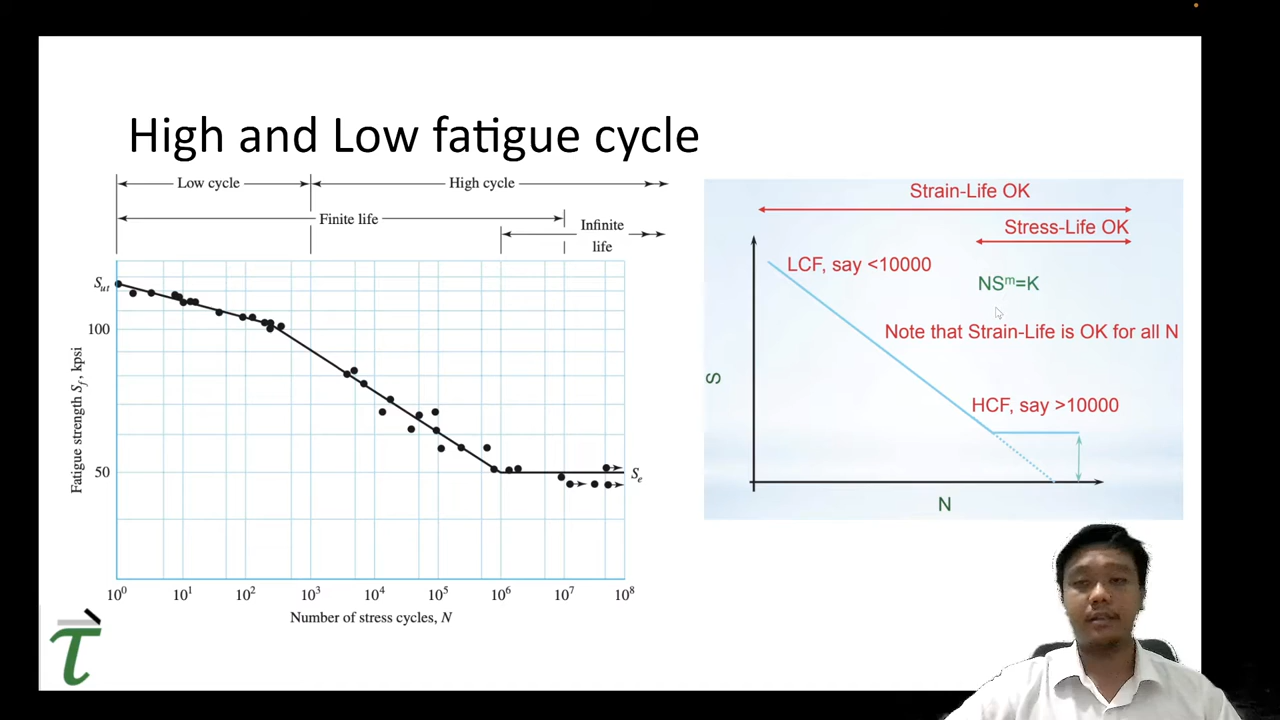 High and Low fatigue cycle
Low cycle
High cycle
Finite life
Infinite
life
Sut
100
50
Se
Fatigue strength Sf, kpsi
10⁰ 10¹ 10² 10³ 10⁴ 10⁵ 10⁶ 10⁷ 10⁸
Number of stress cycles, N
Strain-Life OK
Stress-Life OK
LCF, say <10000
NSᵐ=K
Note that Strain-Life is OK for all N
HCF, say >10000
S
N
τ